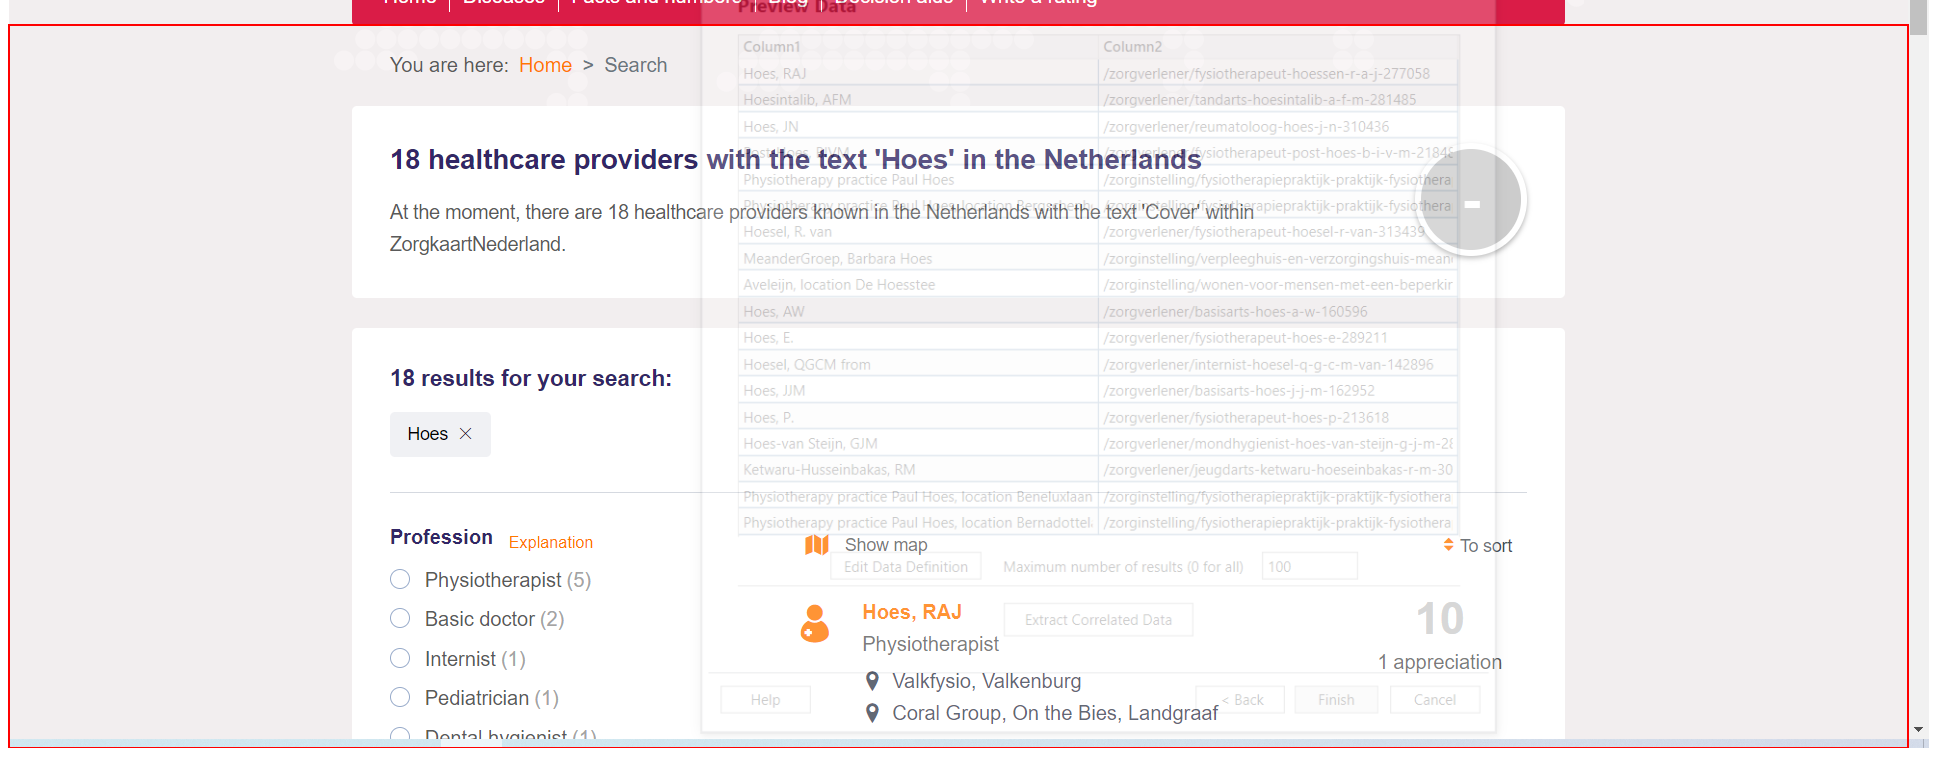 Home | Diseases | Facts and numbers | Blog | Decision aids | Write a rating
Preview Data
You are here: Home > Search
Column1 Column2
Hoes, RAJ /zorgverlener/fysiotherapeut-hoessen-r-a-j-277058
Hoesintalib, AFM /zorgverlener/tandarts-hoesintalib-a-f-m-281485
Hoes, JN /zorgverlener/reumatoloog-hoes-j-n-310436
Post-Hoes, BIVM /zorgverlener/fysiotherapeut-post-hoes-b-i-v-m-2184
Physiotherapy practice Paul Hoes /zorginstelling/fysiotherapiepraktijk-praktijk-fysiothera
Physiotherapy practice Paul Hoes, location /zorginstelling/fysiotherapiepraktijk-praktijk-fysiothera
Hoesel, R. van /zorgverlener/fysiotherapeut-hoesel-r-van-313439
MeanderGroep, Barbara Hoes /zorginstelling/verpleeghuis-en-verzorgingshuis-mean
Aveleijn, location De Hoesstee /zorginstelling/wonen-voor-mensen-met-een-beperkir
Hoes, AW /zorgverlener/basisarts-hoes-a-w-160596
Hoes, E. /zorgverlener/fysiotherapeut-hoes-e-289211
Hoesel, QGCM from /zorgverlener/internist-hoesel-q-g-c-m-van-142896
Hoes, JJM /zorgverlener/basisarts-hoes-j-j-m-162952
Hoes, P. /zorgverlener/fysiotherapeut-hoes-p-213618
Hoes-van Steijn, GJM /zorgverlener/mondhygienist-hoes-van-steijn-g-j-m-28
Ketwaru-Husseinbakas, RM /zorgverlener/jeugdarts-ketwaru-hoeseinbakas-r-m-30
Physiotherapy practice Paul Hoes, location Beneluxlaan /zorginstelling/fysiotherapiepraktijk-praktijk-fysiothera
Physiotherapy practice Paul Hoes, location Bernadottel /zorginstelling/fysiotherapiepraktijk-praktijk-fysiothera
18 healthcare providers with the text 'Hoes' in the Netherlands
At the moment, there are 18 healthcare providers known in the Netherlands with the text 'Cover' within
ZorgkaartNederland.
-
18 results for your search:
Hoes ×
Profession Explanation
Physiotherapist (5)
Basic doctor (2)
Internist (1)
Pediatrician (1)
Dental hygienist (1)
Show map To sort
Edit Data Definition Maximum number of results (0 for all) 100
Hoes, RAJ Extract Correlated Data 10
Physiotherapist
1 appreciation
Valkfysio, Valkenburg
Coral Group, On the Bies, Landgraaf
Help < Back Finish Cancel